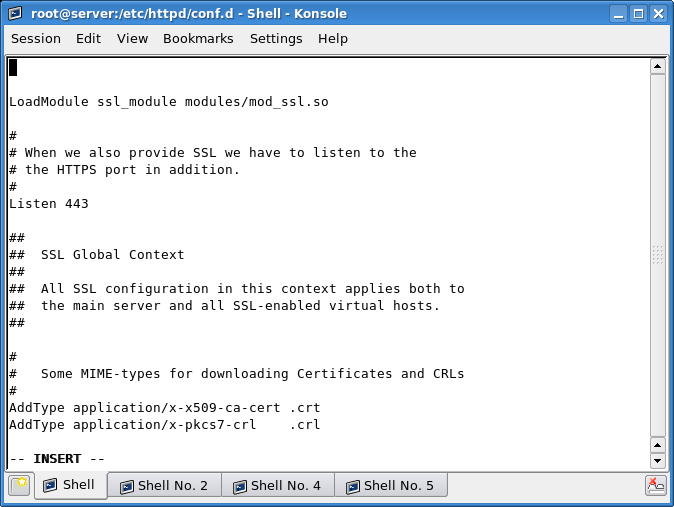 root@server:/etc/httpd/conf.d - Shell - Konsole
Session Edit View Bookmarks Settings Help
LoadModule ssl_module modules/mod_ssl.so
#
# When we also provide SSL we have to listen to the
# the HTTPS port in addition.
#
Listen 443
##
##  SSL Global Context
##
##  All SSL configuration in this context applies both to
##  the main server and all SSL-enabled virtual hosts.
##
#
#   Some MIME-types for downloading Certificates and CRLs
#
AddType application/x-x509-ca-cert .crt
AddType application/x-pkcs7-crl    .crl
-- INSERT --
Shell Shell No. 2 Shell No. 4 Shell No. 5